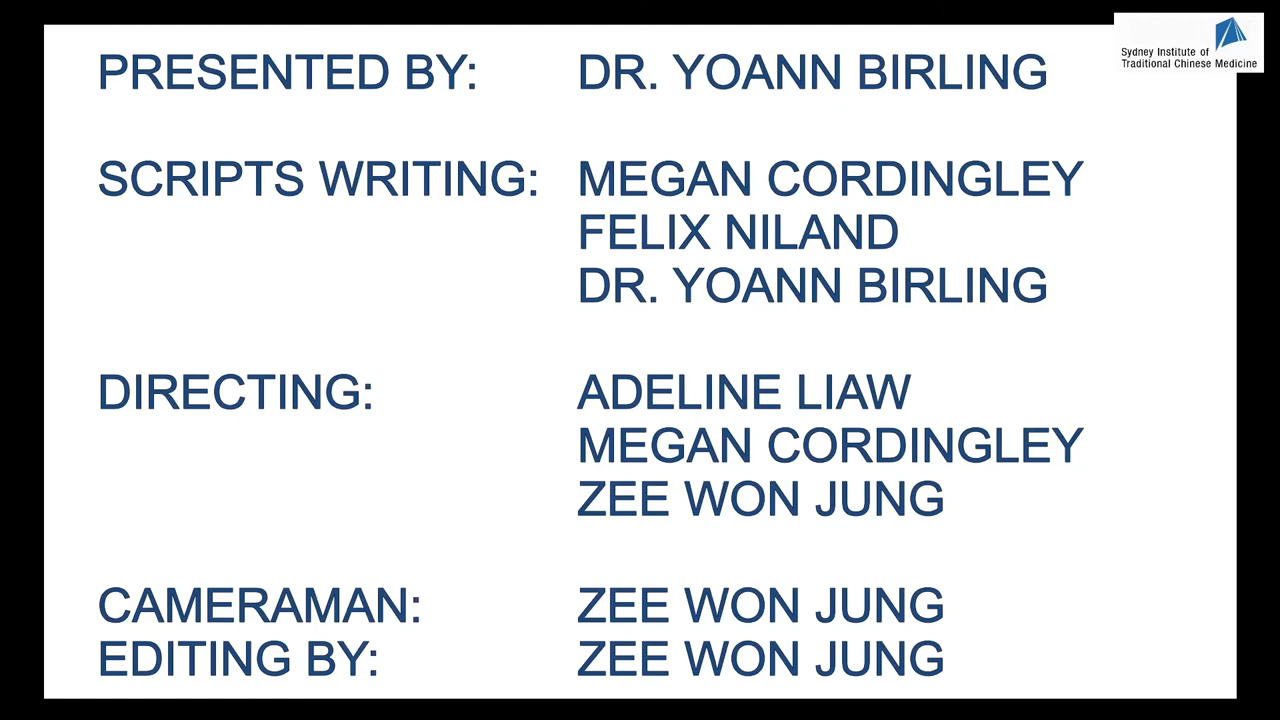 Sydney Institute of
Traditional Chinese Medicine
PRESENTED BY: DR. YOANN BIRLING
SCRIPTS WRITING: MEGAN CORDINGLEY
FELIX NILAND
DR. YOANN BIRLING
DIRECTING: ADELINE LIAW
MEGAN CORDINGLEY
ZEE WON JUNG
CAMERAMAN: ZEE WON JUNG
EDITING BY: ZEE WON JUNG